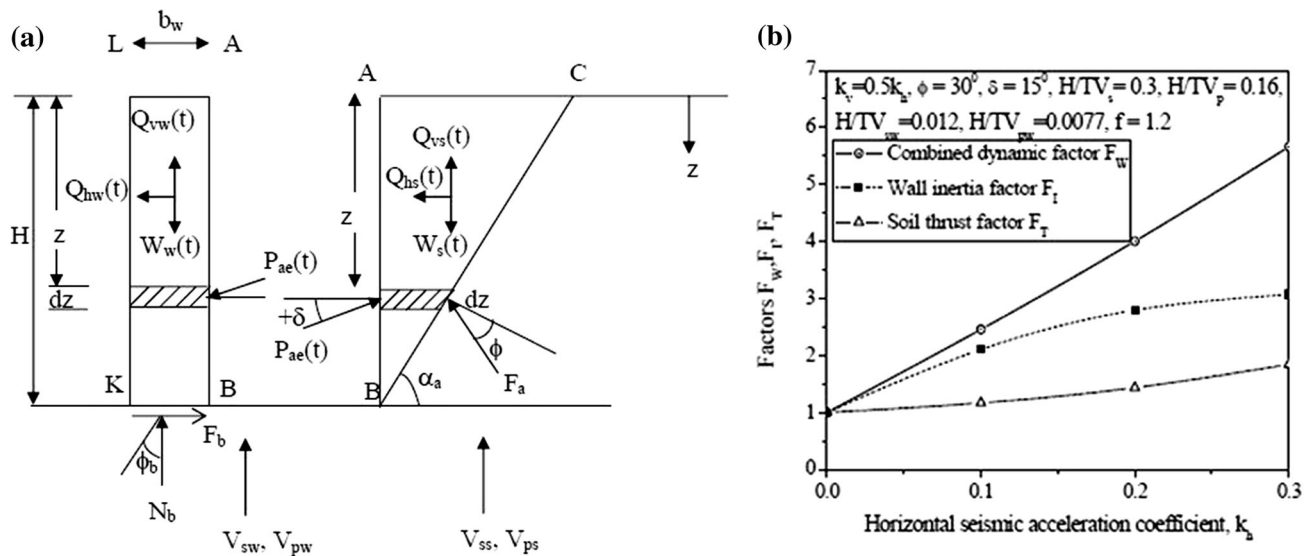 (a)
b_w
L A
Q_vw(t)
Q_hw(t)
W_w(t)
H
z
dz
P_ae(t)
K B
F_b
ϕ_b
N_b
V_sw, V_pw
A C
Q_vs(t)
Q_hs(t)
W_s(t)
z
z
dz
+δ
P_ae(t)
ϕ
F_a
B
α_a
V_ss, V_ps
(b)
k_v=0.5k_h, ϕ = 30⁰, δ = 15⁰, H/TV_s= 0.3, H/TV_p= 0.16,
H/TV_sw=0.012, H/TV_pw=0.0077, f = 1.2
Combined dynamic factor F_W
Wall inertia factor F_I
Soil thrust factor F_T
Factors F_W, F_I, F_T
7
6
5
4
3
2
1
0
0.0 0.1 0.2 0.3
Horizontal seismic acceleration coefficient, k_h